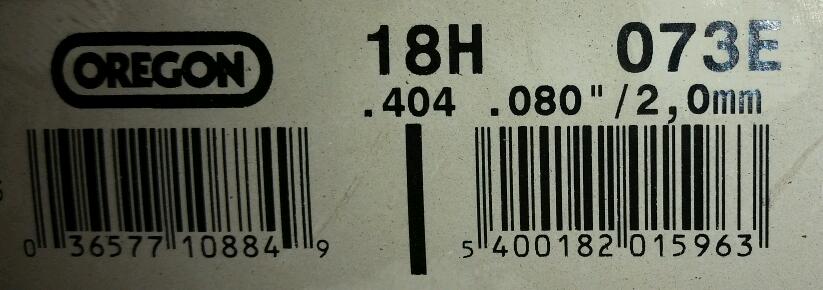 OREGON
18H 073E
.404 .080"/2,0mm
0 36577 10884 9
5 400182 015963